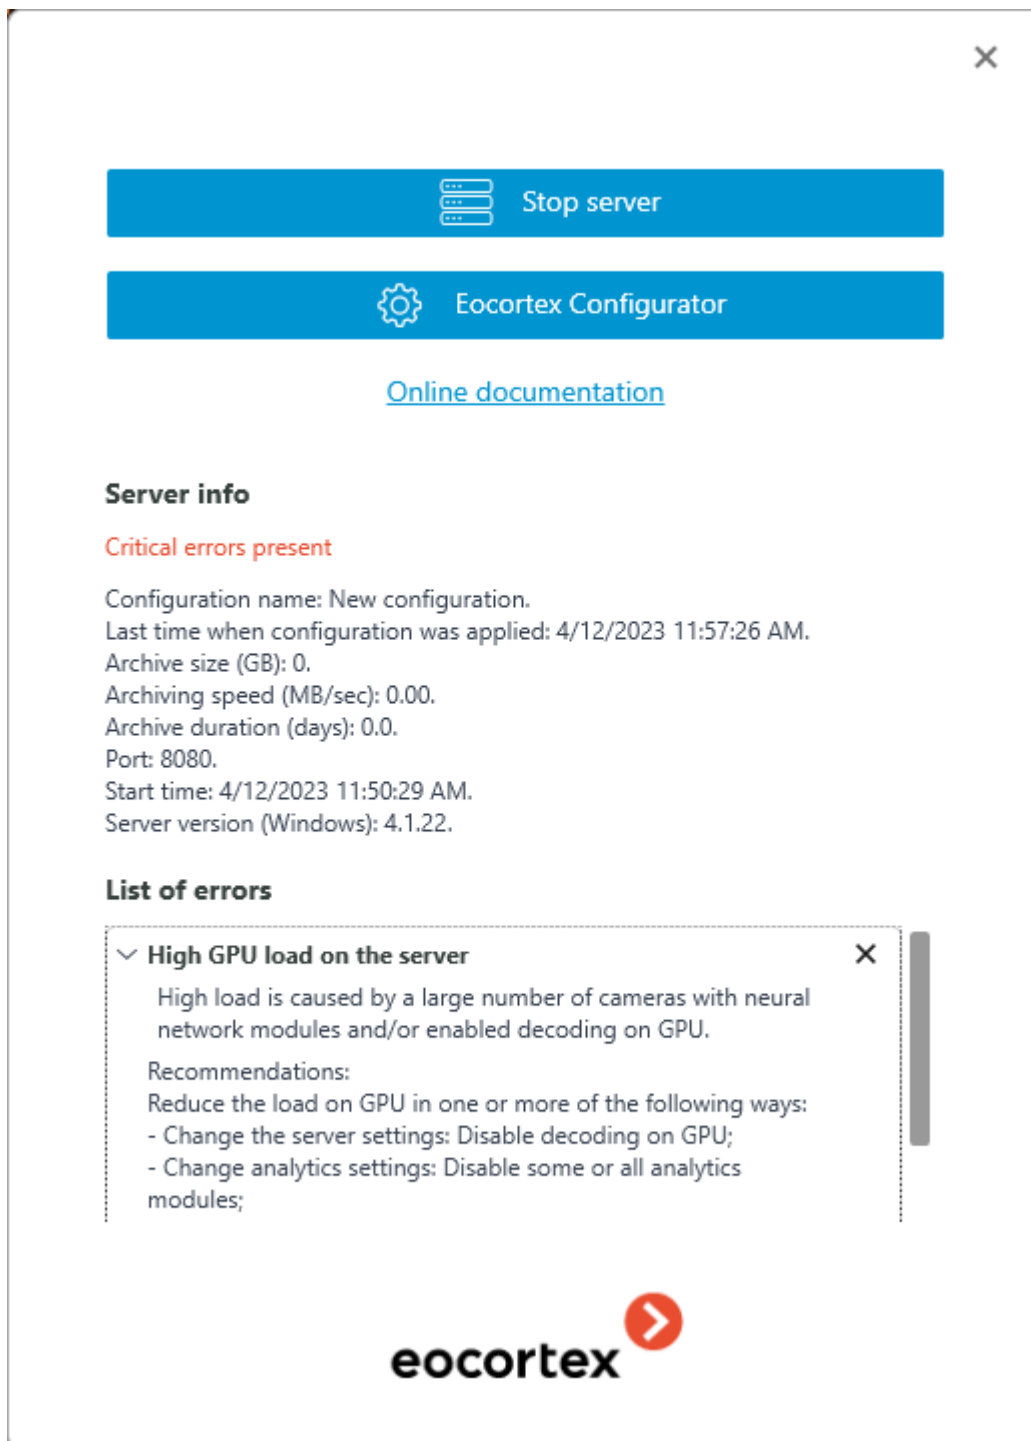 Stop server
Eocortex Configurator
Online documentation
Server info
Critical errors present
Configuration name: New configuration.
Last time when configuration was applied: 4/12/2023 11:57:26 AM.
Archive size (GB): 0.
Archiving speed (MB/sec): 0.00.
Archive duration (days): 0.0.
Port: 8080.
Start time: 4/12/2023 11:50:29 AM.
Server version (Windows): 4.1.22.
List of errors
High GPU load on the server
High load is caused by a large number of cameras with neural
network modules and/or enabled decoding on GPU.
Recommendations:
Reduce the load on GPU in one or more of the following ways:
- Change the server settings: Disable decoding on GPU;
- Change analytics settings: Disable some or all analytics
modules;
eocortex